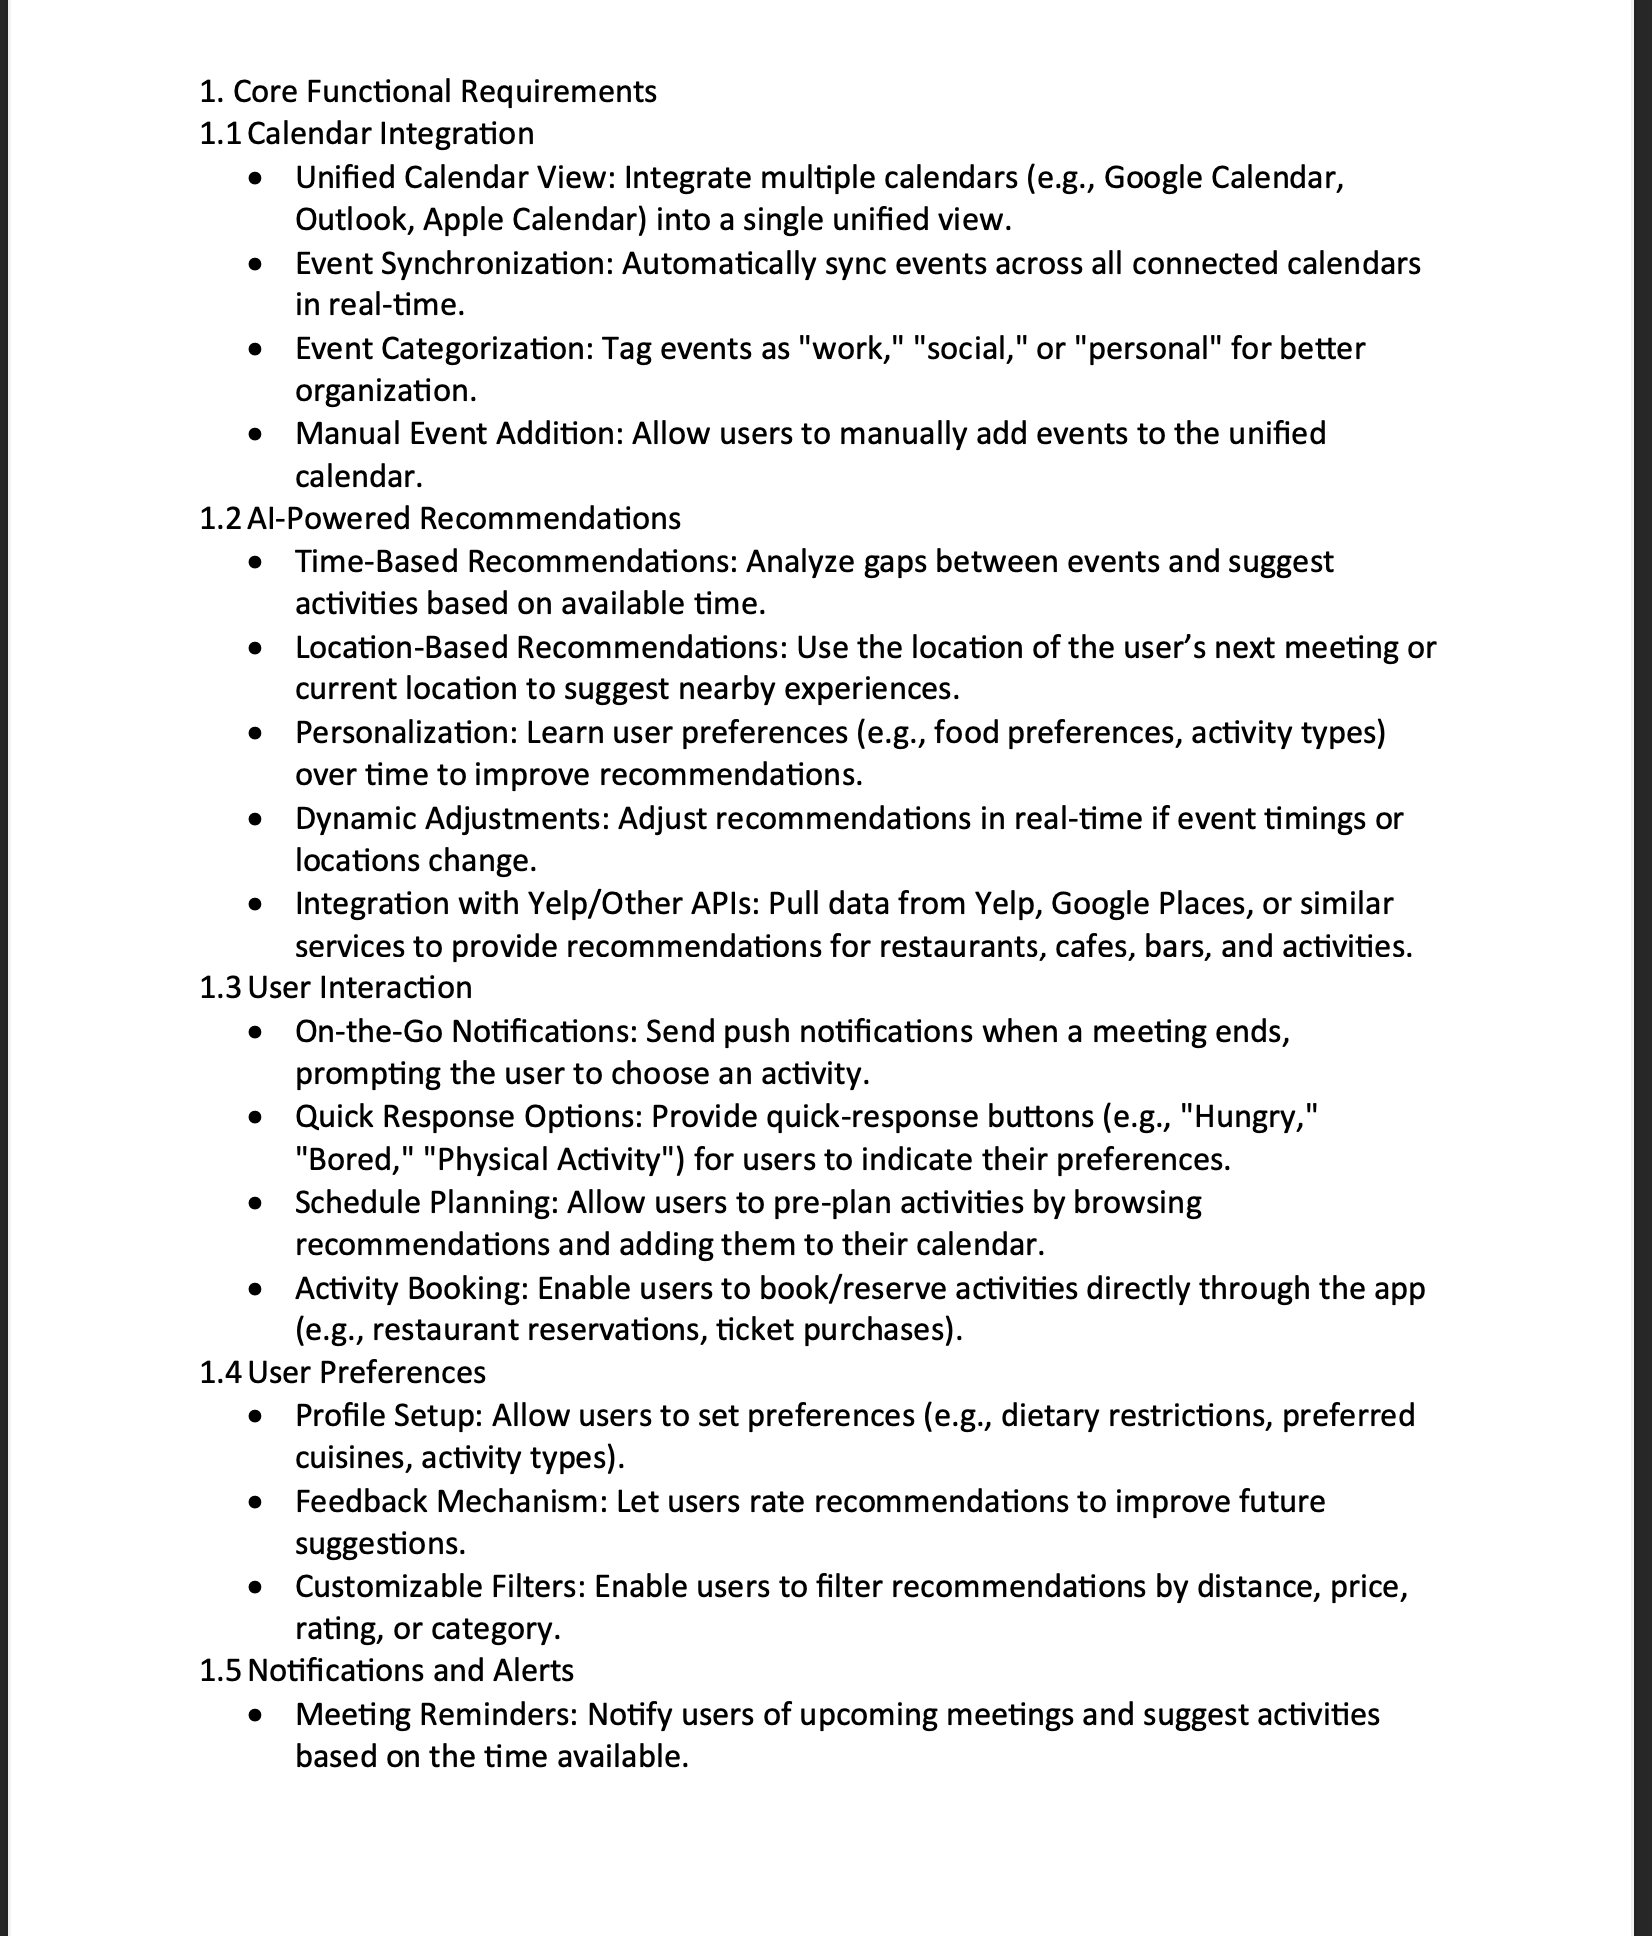 1. Core Functional Requirements
1.1 Calendar Integration
• Unified Calendar View: Integrate multiple calendars (e.g., Google Calendar,
Outlook, Apple Calendar) into a single unified view.
• Event Synchronization: Automatically sync events across all connected calendars
in real-time.
• Event Categorization: Tag events as "work," "social," or "personal" for better
organization.
• Manual Event Addition: Allow users to manually add events to the unified
calendar.
1.2 AI-Powered Recommendations
• Time-Based Recommendations: Analyze gaps between events and suggest
activities based on available time.
• Location-Based Recommendations: Use the location of the user’s next meeting or
current location to suggest nearby experiences.
• Personalization: Learn user preferences (e.g., food preferences, activity types)
over time to improve recommendations.
• Dynamic Adjustments: Adjust recommendations in real-time if event timings or
locations change.
• Integration with Yelp/Other APIs: Pull data from Yelp, Google Places, or similar
services to provide recommendations for restaurants, cafes, bars, and activities.
1.3 User Interaction
• On-the-Go Notifications: Send push notifications when a meeting ends,
prompting the user to choose an activity.
• Quick Response Options: Provide quick-response buttons (e.g., "Hungry,"
"Bored," "Physical Activity") for users to indicate their preferences.
• Schedule Planning: Allow users to pre-plan activities by browsing
recommendations and adding them to their calendar.
• Activity Booking: Enable users to book/reserve activities directly through the app
(e.g., restaurant reservations, ticket purchases).
1.4 User Preferences
• Profile Setup: Allow users to set preferences (e.g., dietary restrictions, preferred
cuisines, activity types).
• Feedback Mechanism: Let users rate recommendations to improve future
suggestions.
• Customizable Filters: Enable users to filter recommendations by distance, price,
rating, or category.
1.5 Notifications and Alerts
• Meeting Reminders: Notify users of upcoming meetings and suggest activities
based on the time available.